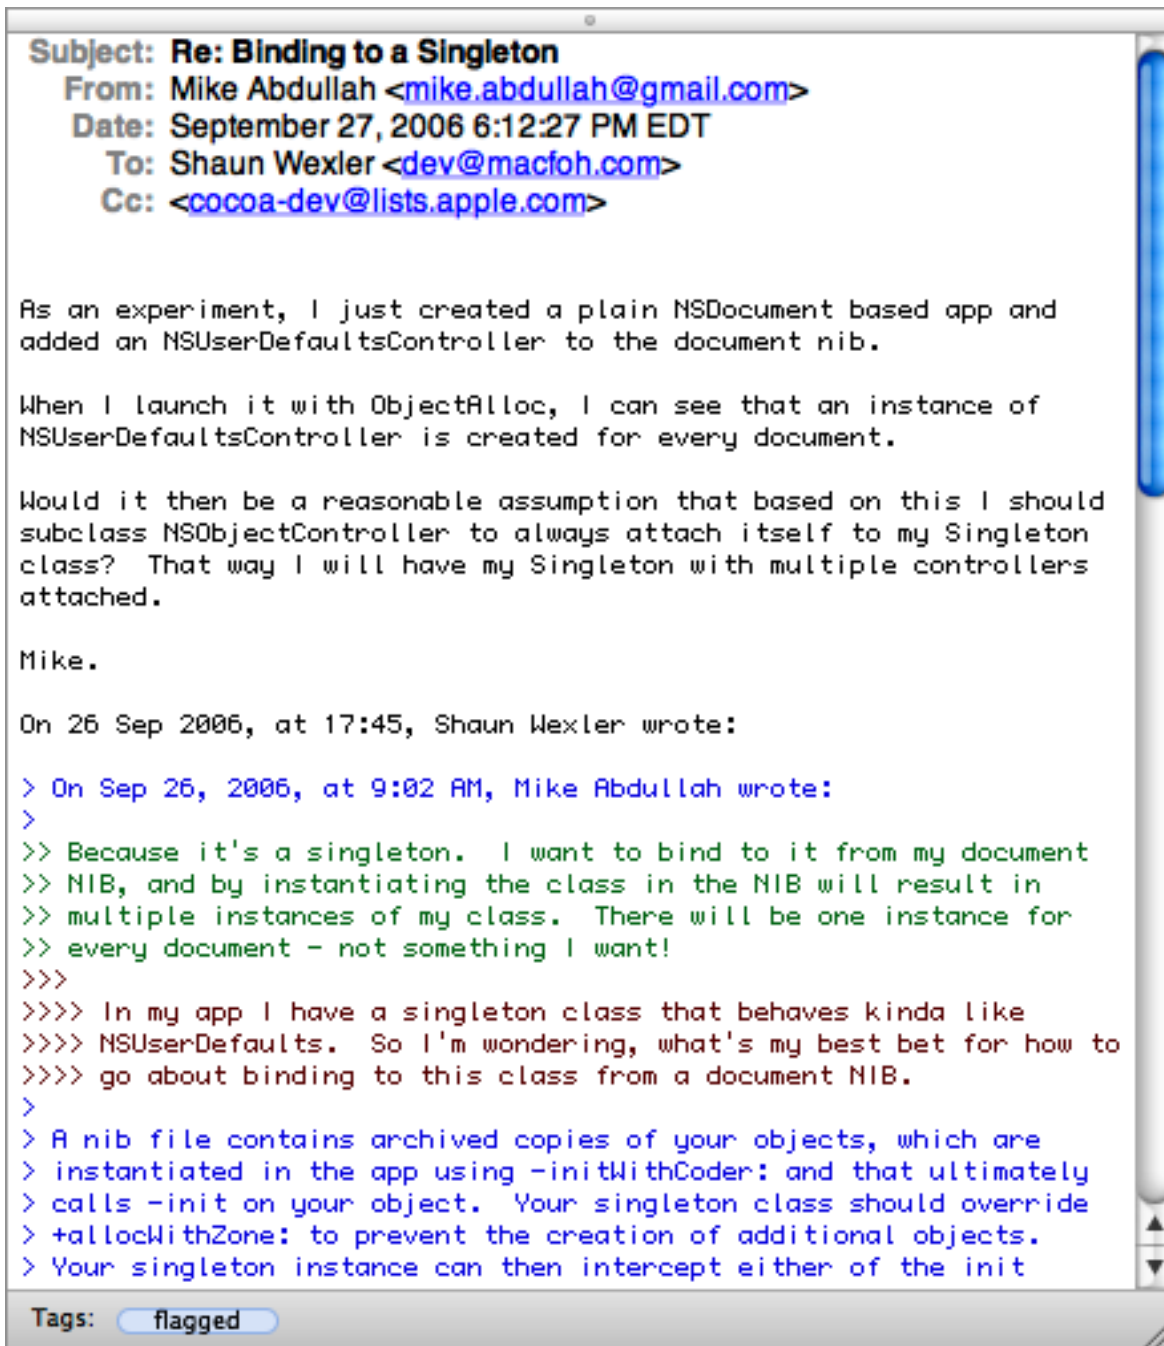 Subject: Re: Binding to a Singleton
From: Mike Abdullah <mike.abdullah@gmail.com>
Date: September 27, 2006 6:12:27 PM EDT
To: Shaun Wexler <dev@macfoh.com>
Cc: <cocoa-dev@lists.apple.com>
As an experiment, I just created a plain NSDocument based app and
added an NSUserDefaultsController to the document nib.
When I launch it with ObjectAlloc, I can see that an instance of
NSUserDefaultsController is created for every document.
Would it then be a reasonable assumption that based on this I should
subclass NSObjectController to always attach itself to my Singleton
class?  That way I will have my Singleton with multiple controllers
attached.
Mike.
On 26 Sep 2006, at 17:45, Shaun Wexler wrote:
> On Sep 26, 2006, at 9:02 AM, Mike Abdullah wrote:
>
>> Because it's a singleton.  I want to bind to it from my document
>> NIB, and by instantiating the class in the NIB will result in
>> multiple instances of my class.  There will be one instance for
>> every document - not something I want!
>>>
>>>> In my app I have a singleton class that behaves kinda like
>>>> NSUserDefaults.  So I'm wondering, what's my best bet for how to
>>>> go about binding to this class from a document NIB.
>
> A nib file contains archived copies of your objects, which are
> instantiated in the app using -initWithCoder: and that ultimately
> calls -init on your object.  Your singleton class should override
> +allocWithZone: to prevent the creation of additional objects.
> Your singleton instance can then intercept either of the init
Tags: flagged